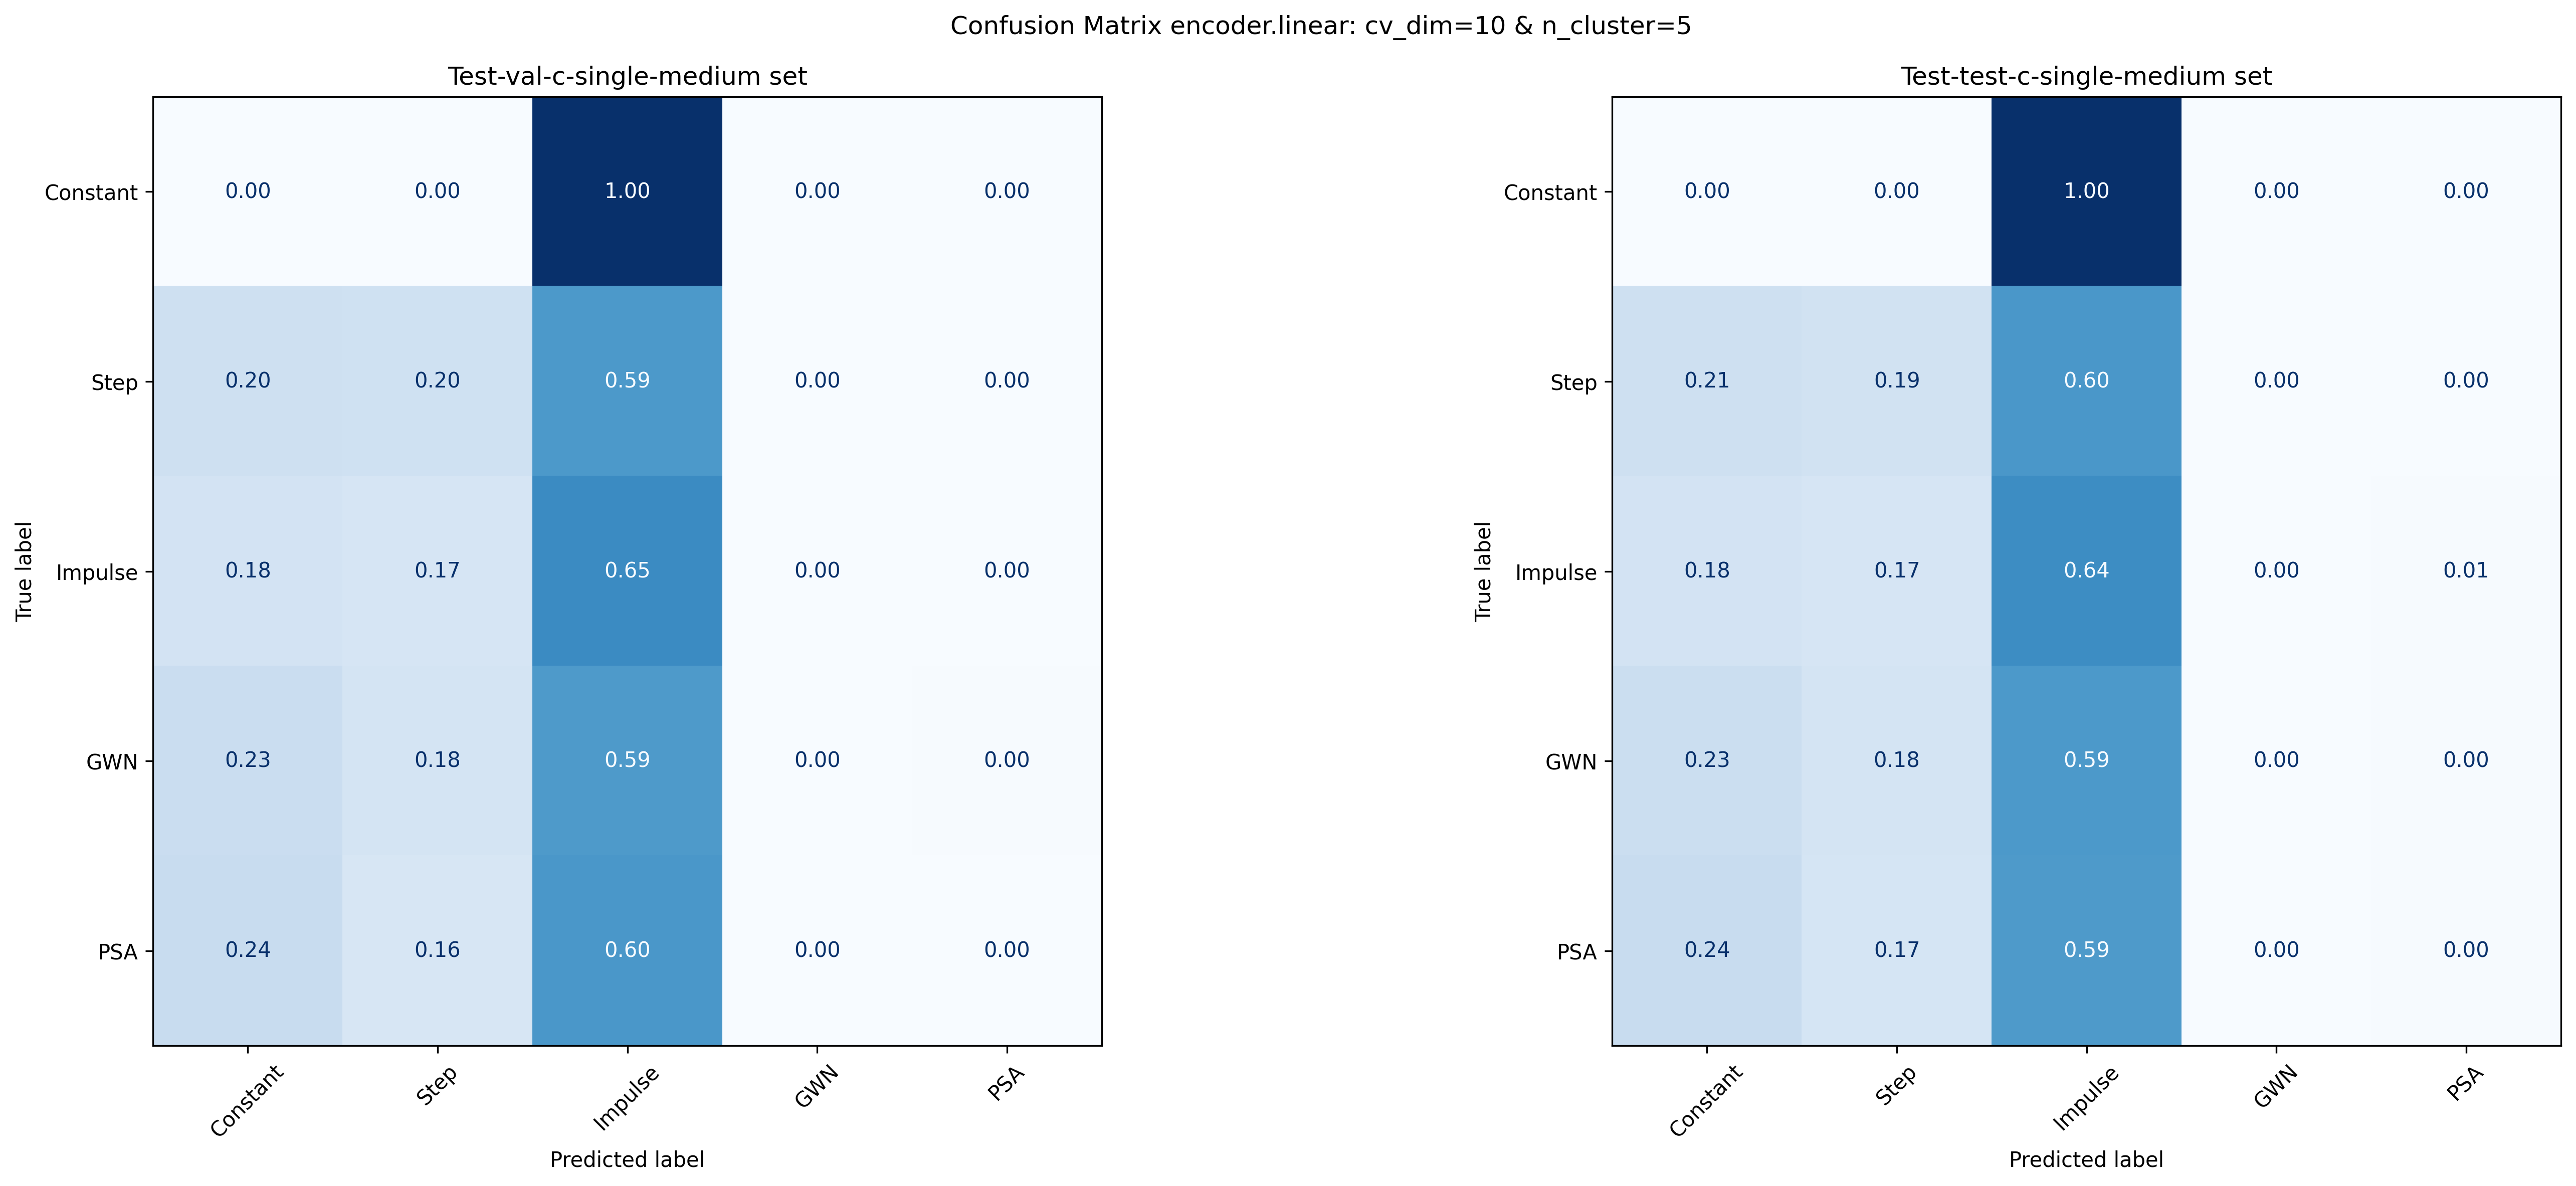 Confusion Matrix encoder.linear: cv_dim=10 & n_cluster=5
Test-val-c-single-medium set
True label
Constant 0.00 0.00 1.00 0.00 0.00
Step 0.20 0.20 0.59 0.00 0.00
Impulse 0.18 0.17 0.65 0.00 0.00
GWN 0.23 0.18 0.59 0.00 0.00
PSA 0.24 0.16 0.60 0.00 0.00
Constant Step Impulse GWN PSA
Predicted label
Test-test-c-single-medium set
True label
Constant 0.00 0.00 1.00 0.00 0.00
Step 0.21 0.19 0.60 0.00 0.00
Impulse 0.18 0.17 0.64 0.00 0.01
GWN 0.23 0.18 0.59 0.00 0.00
PSA 0.24 0.17 0.59 0.00 0.00
Constant Step Impulse GWN PSA
Predicted label